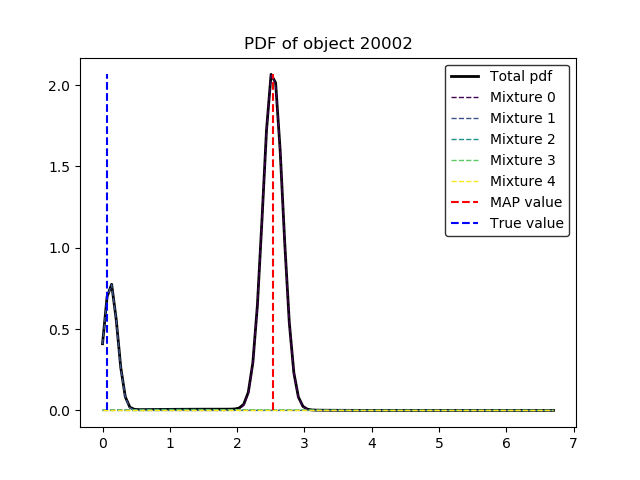 PDF of object 20002
Total pdf
Mixture 0
Mixture 1
Mixture 2
Mixture 3
Mixture 4
MAP value
True value
2.0
1.5
1.0
0.5
0.0
0 1 2 3 4 5 6 7